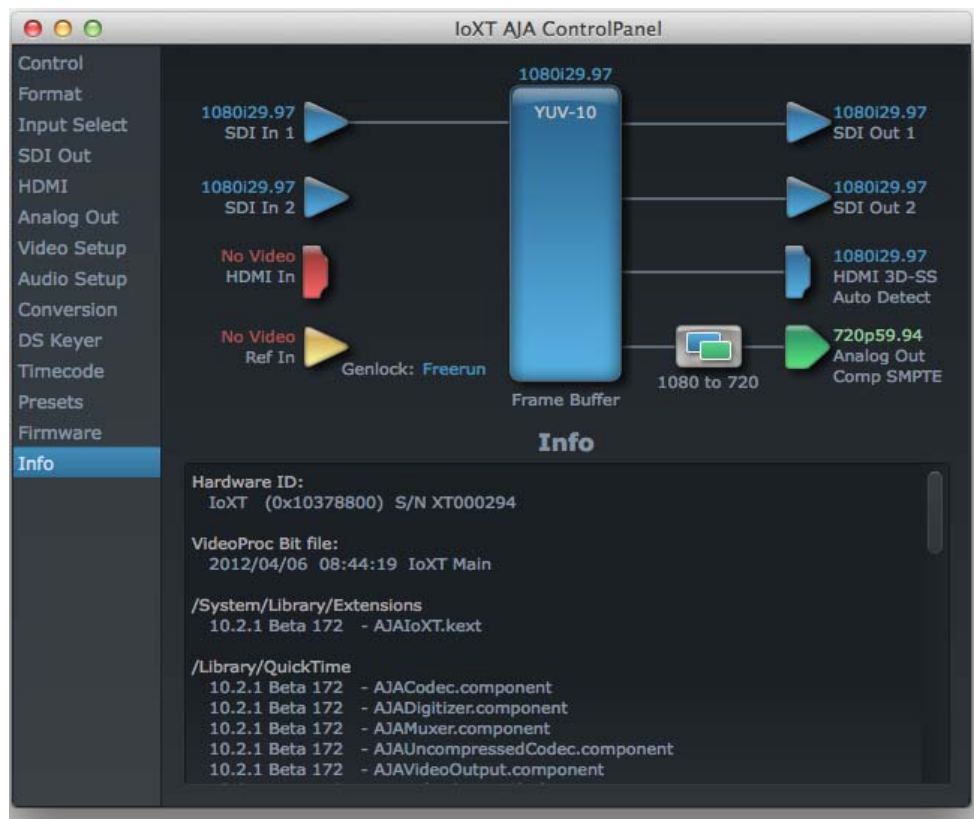 IoXT AJA ControlPanel
Control
Format
Input Select
SDI Out
HDMI
Analog Out
Video Setup
Audio Setup
Conversion
DS Keyer
Timecode
Presets
Firmware
Info
1080i29.97
YUV-10
Frame Buffer
1080i29.97
SDI In 1
1080i29.97
SDI In 2
No Video
HDMI In
No Video
Ref In
Genlock: Freerun
1080i29.97
SDI Out 1
1080i29.97
SDI Out 2
1080i29.97
HDMI 3D-SS
Auto Detect
1080 to 720
720p59.94
Analog Out
Comp SMPTE
Info
Hardware ID:
IoXT (0x10378800) S/N XT000294
VideoProc Bit file:
2012/04/06 08:44:19 IoXT Main
/System/Library/Extensions
10.2.1 Beta 172 - AJAIoXT.kext
/Library/QuickTime
10.2.1 Beta 172 - AJACodec.component
10.2.1 Beta 172 - AJADigitizer.component
10.2.1 Beta 172 - AJAMuxer.component
10.2.1 Beta 172 - AJAUncompressedCodec.component
10.2.1 Beta 172 - AJAVideoOutput.component